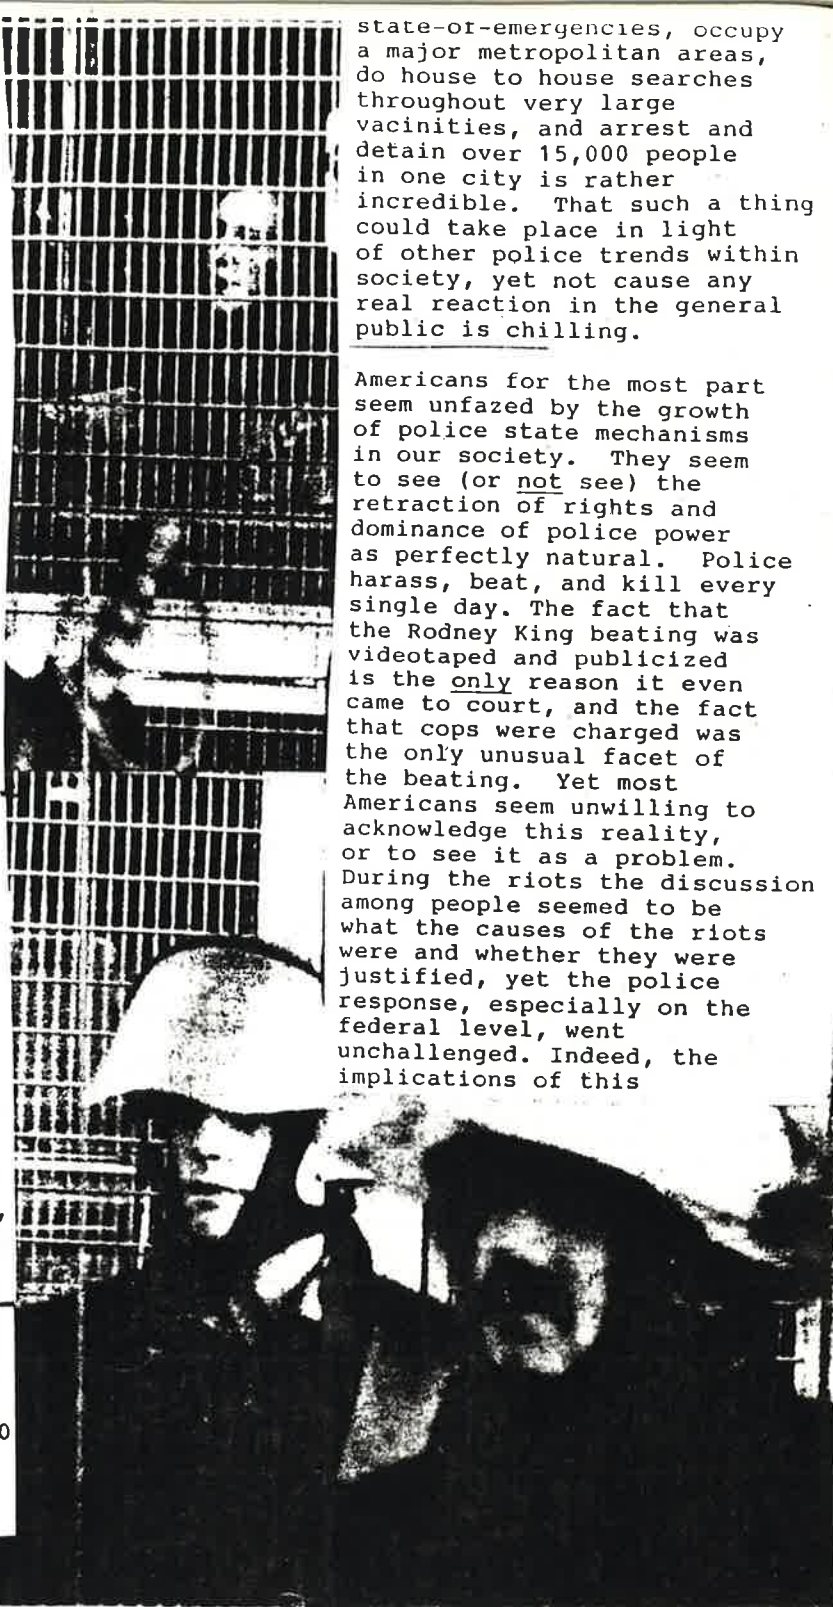 state-of-emergencies, occupy
a major metropolitan areas,
do house to house searches
throughout very large
vacinities, and arrest and
detain over 15,000 people
in one city is rather
incredible. That such a thing
could take place in light
of other police trends within
society, yet not cause any
real reaction in the general
public is chilling.
Americans for the most part
seem unfazed by the growth
of police state mechanisms
in our society. They seem
to see (or not see) the
retraction of rights and
dominance of police power
as perfectly natural. Police
harass, beat, and kill every
single day. The fact that
the Rodney King beating was
videotaped and publicized
is the only reason it even
came to court, and the fact
that cops were charged was
the only unusual facet of
the beating. Yet most
Americans seem unwilling to
acknowledge this reality,
or to see it as a problem.
During the riots the discussion
among people seemed to be
what the causes of the riots
were and whether they were
justified, yet the police
response, especially on the
federal level, went
unchallenged. Indeed, the
implications of this